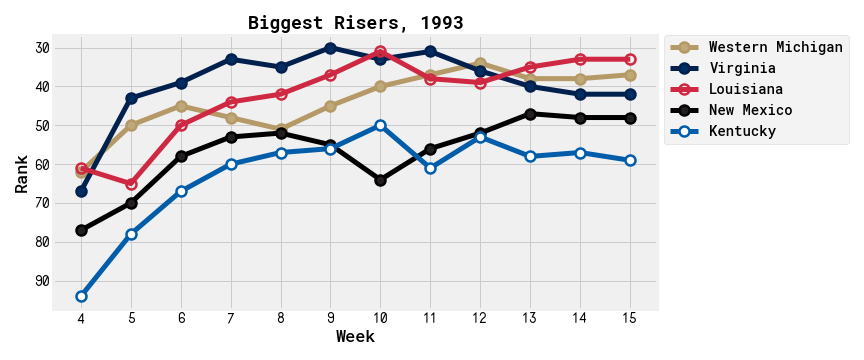 Biggest Risers, 1993
Western Michigan
Virginia
Louisiana
New Mexico
Kentucky
Rank
30
40
50
60
70
80
90
4 5 6 7 8 9 10 11 12 13 14 15
Week